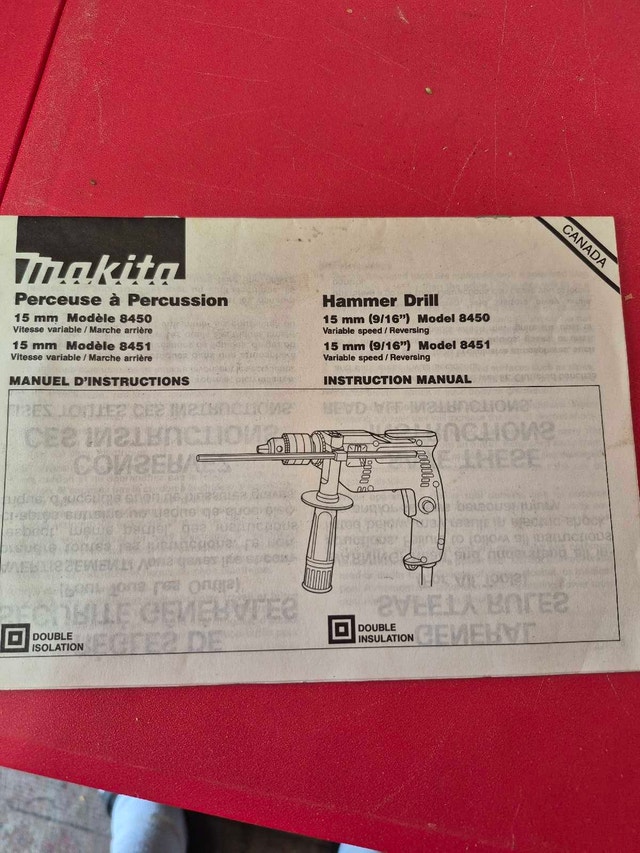 CANADA
makita
Perceuse à Percussion
15 mm Modèle 8450
Vitesse variable / Marche arrière
15 mm Modèle 8451
Vitesse variable / Marche arrière
MANUEL D'INSTRUCTIONS
Hammer Drill
15 mm (9/16") Model 8450
Variable speed / Reversing
15 mm (9/16") Model 8451
Variable speed / Reversing
INSTRUCTION MANUAL
DOUBLE
ISOLATION
DOUBLE
INSULATION